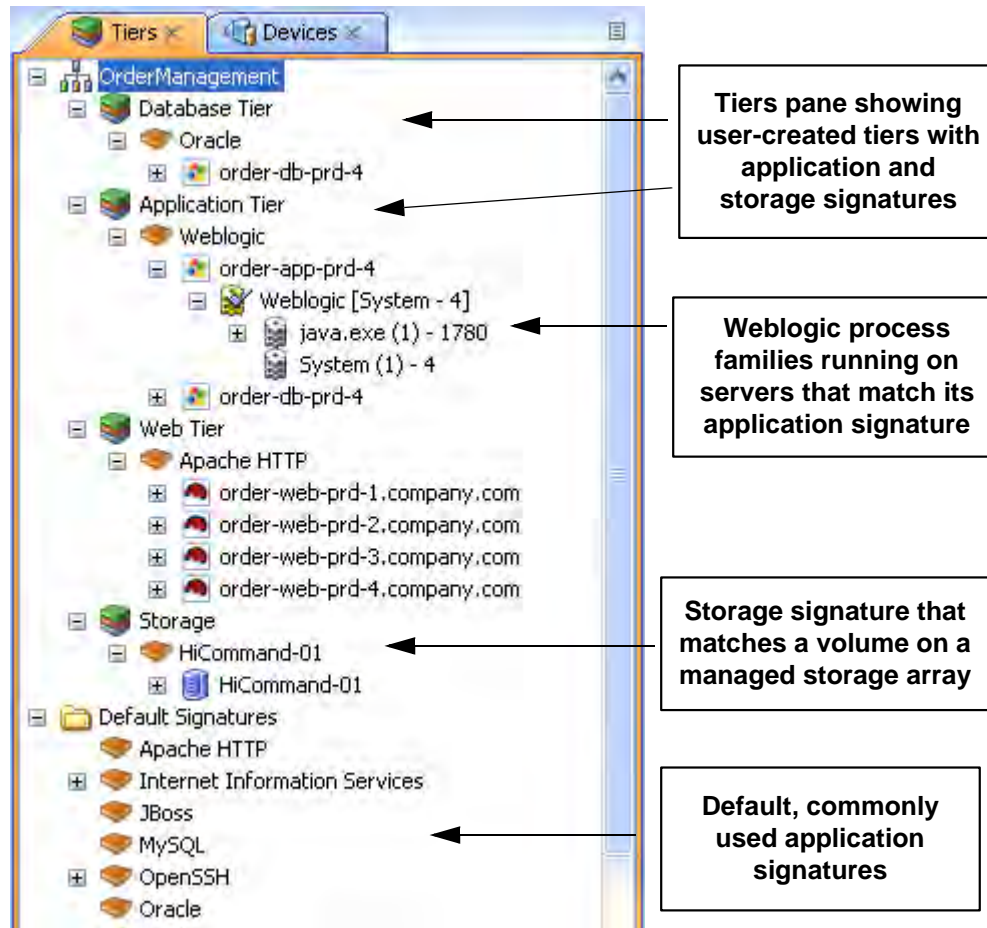 Tiers
Devices
OrderManagement
Database Tier
Oracle
order-db-prd-4
Application Tier
Weblogic
order-app-prd-4
Weblogic [System - 4]
java.exe (1) - 1780
System (1) - 4
order-db-prd-4
Web Tier
Apache HTTP
order-web-prd-1.company.com
order-web-prd-2.company.com
order-web-prd-3.company.com
order-web-prd-4.company.com
Storage
HiCommand-01
HiCommand-01
Default Signatures
Apache HTTP
Internet Information Services
JBoss
MySQL
OpenSSH
Oracle
Tiers pane showing
user-created tiers with
application and
storage signatures
Weblogic process
families running on
servers that match its
application signature
Storage signature that
matches a volume on a
managed storage array
Default, commonly
used application
signatures